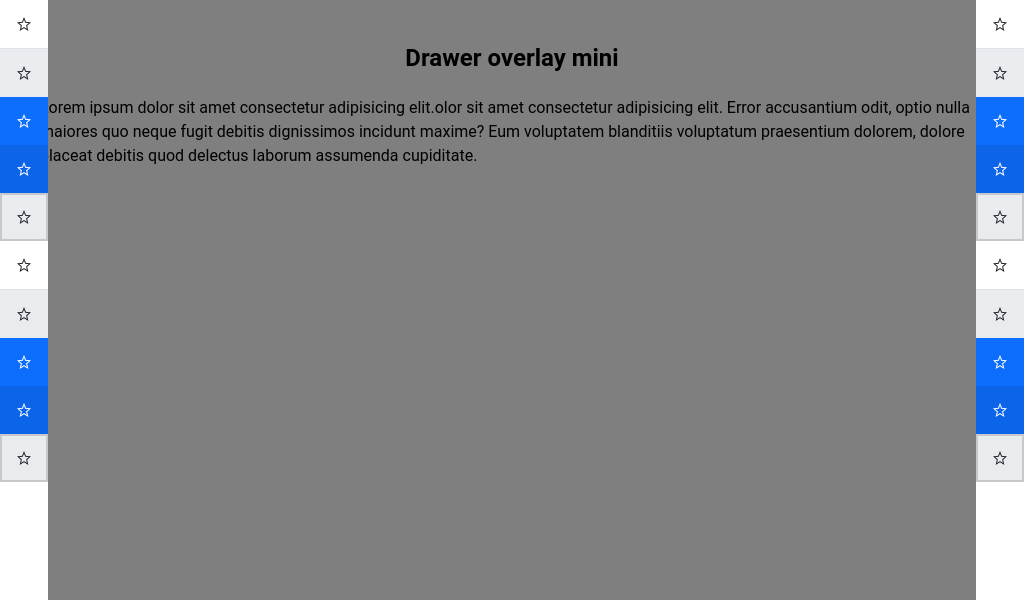 Drawer overlay mini
orem ipsum dolor sit amet consectetur adipisicing elit.olor sit amet consectetur adipisicing elit. Error accusantium odit, optio nulla
naiores quo neque fugit debitis dignissimos incidunt maxime? Eum voluptatem blanditiis voluptatum praesentium dolorem, dolore
laceat debitis quod delectus laborum assumenda cupiditate.